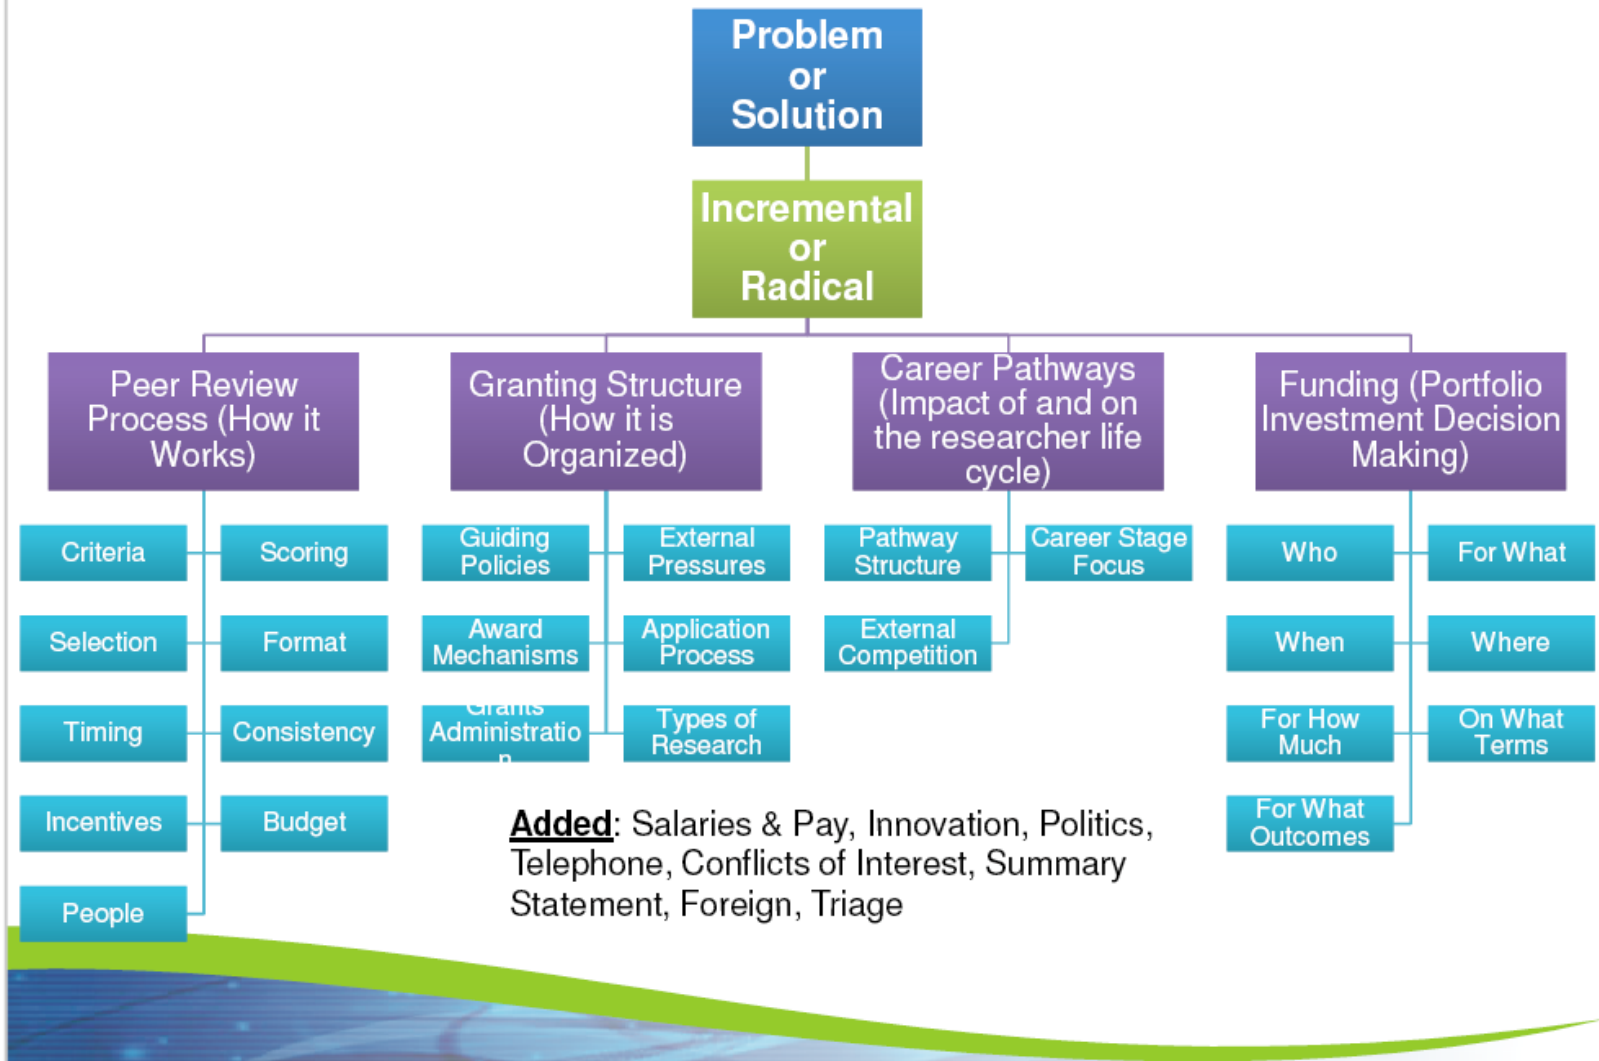 Problem
or
Solution
Incremental
or
Radical
Peer Review
Process (How it
Works)
Granting Structure
(How it is
Organized)
Career Pathways
(Impact of and on
the researcher life
cycle)
Funding (Portfolio
Investment Decision
Making)
Criteria
Scoring
Selection
Format
Timing
Consistency
Incentives
Budget
People
Guiding
Policies
External
Pressures
Award
Mechanisms
Application
Process
Grants
Administratio
n
Types of
Research
Pathway
Structure
Career Stage
Focus
External
Competition
Who
For What
When
Where
For How
Much
On What
Terms
For What
Outcomes
Added: Salaries & Pay, Innovation, Politics,
Telephone, Conflicts of Interest, Summary
Statement, Foreign, Triage